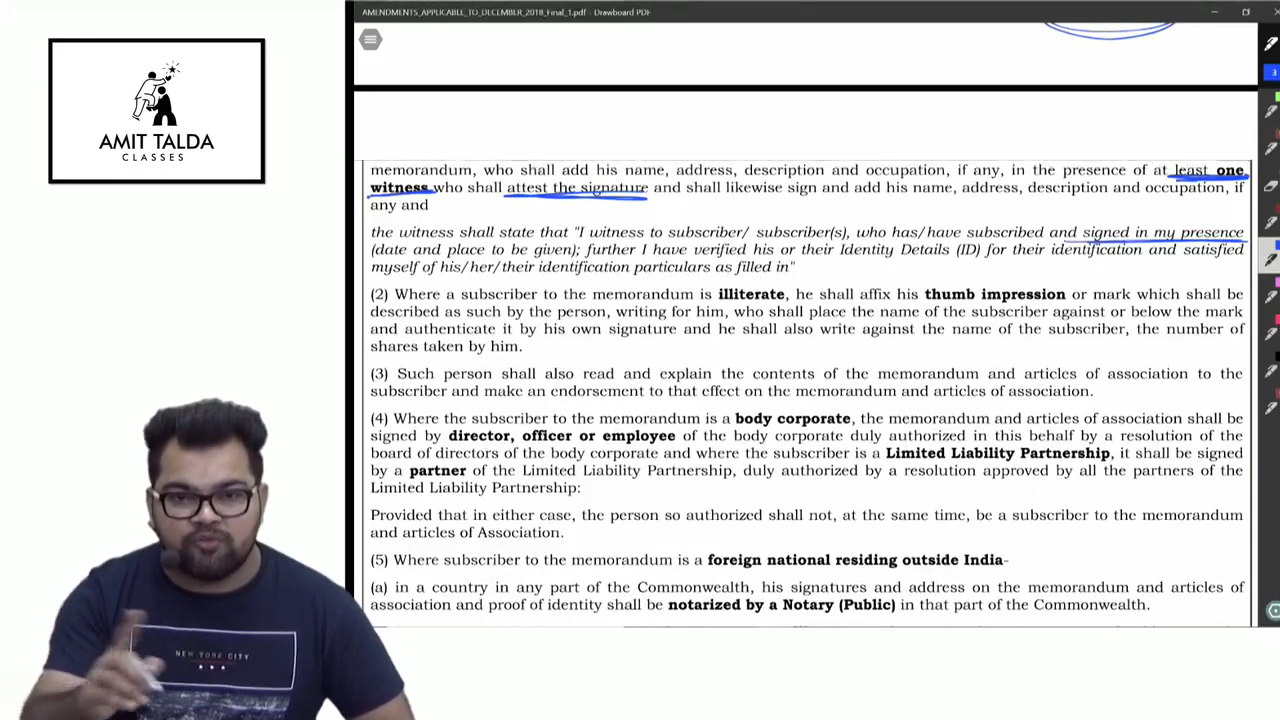 AMENDMENTS_APPLICABLE_TO_DECEMBER_2018_Final_1.pdf - Drawboard PDF
AMIT TALDA
CLASSES
3
memorandum, who shall add his name, address, description and occupation, if any, in the presence of at least one
witness who shall attest the signature and shall likewise sign and add his name, address, description and occupation, if
any and
the witness shall state that "I witness to subscriber/ subscriber(s), who has/have subscribed and signed in my presence
(date and place to be given); further I have verified his or their Identity Details (ID) for their identification and satisfied
myself of his/her/their identification particulars as filled in"
(2) Where a subscriber to the memorandum is illiterate, he shall affix his thumb impression or mark which shall be
described as such by the person, writing for him, who shall place the name of the subscriber against or below the mark
and authenticate it by his own signature and he shall also write against the name of the subscriber, the number of
shares taken by him.
(3) Such person shall also read and explain the contents of the memorandum and articles of association to the
subscriber and make an endorsement to that effect on the memorandum and articles of association.
(4) Where the subscriber to the memorandum is a body corporate, the memorandum and articles of association shall be
signed by director, officer or employee of the body corporate duly authorized in this behalf by a resolution of the
board of directors of the body corporate and where the subscriber is a Limited Liability Partnership, it shall be signed
by a partner of the Limited Liability Partnership, duly authorized by a resolution approved by all the partners of the
Limited Liability Partnership:
Provided that in either case, the person so authorized shall not, at the same time, be a subscriber to the memorandum
and articles of Association.
(5) Where subscriber to the memorandum is a foreign national residing outside India-
(a) in a country in any part of the Commonwealth, his signatures and address on the memorandum and articles of
association and proof of identity shall be notarized by a Notary (Public) in that part of the Commonwealth.
NEW YORK CITY